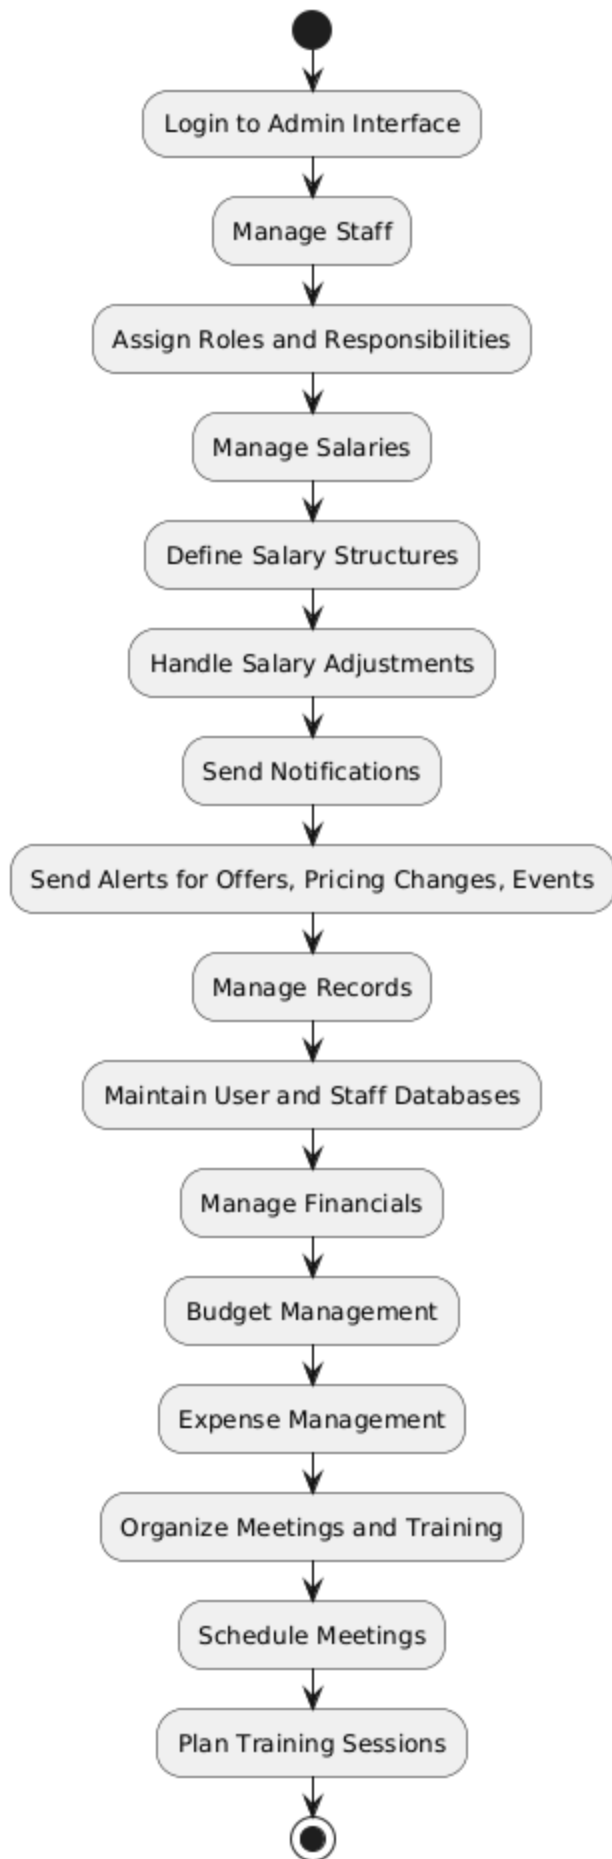 Login to Admin Interface
Manage Staff
Assign Roles and Responsibilities
Manage Salaries
Define Salary Structures
Handle Salary Adjustments
Send Notifications
Send Alerts for Offers, Pricing Changes, Events
Manage Records
Maintain User and Staff Databases
Manage Financials
Budget Management
Expense Management
Organize Meetings and Training
Schedule Meetings
Plan Training Sessions